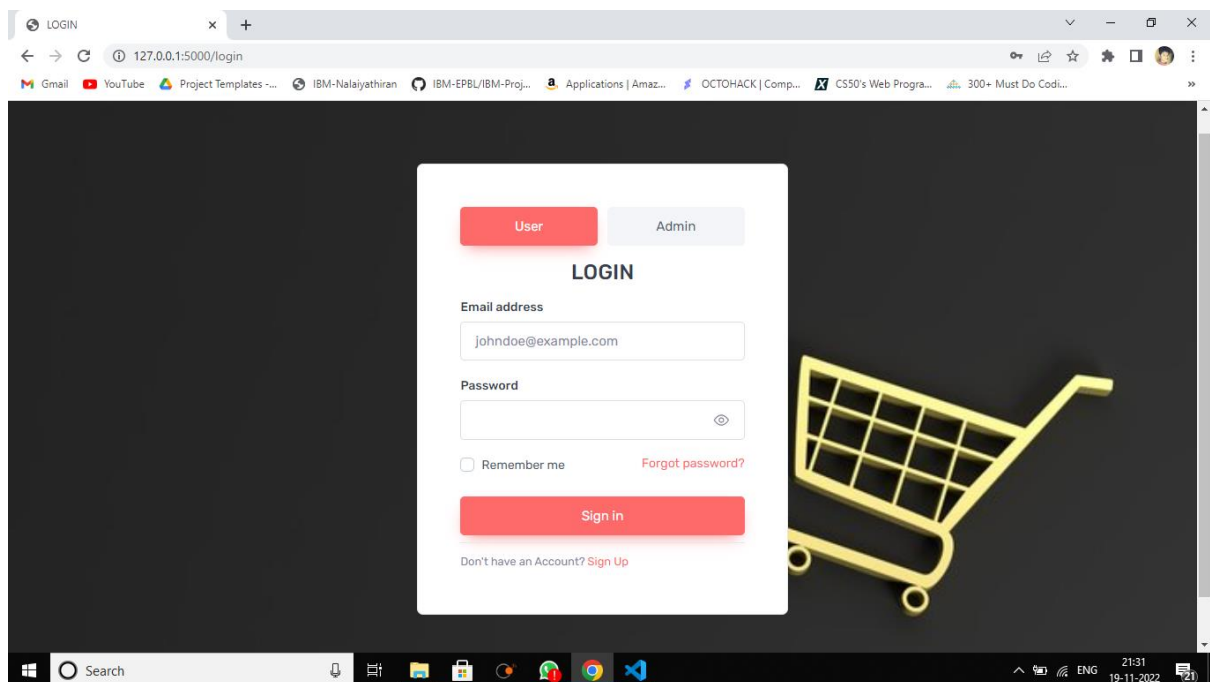 LOGIN
127.0.0.1:5000/login
Gmail YouTube Project Templates -... IBM-Nalaiyathiran IBM-EPBL/IBM-Proj... Applications | Amaz... OCTOHACK | Comp... CS50's Web Progra... 300+ Must Do Codi...
User Admin
LOGIN
Email address
johndoe@example.com
Password
Remember me Forgot password?
Sign in
Don't have an Account? Sign Up
Search ENG 21:31
19-11-2022 21